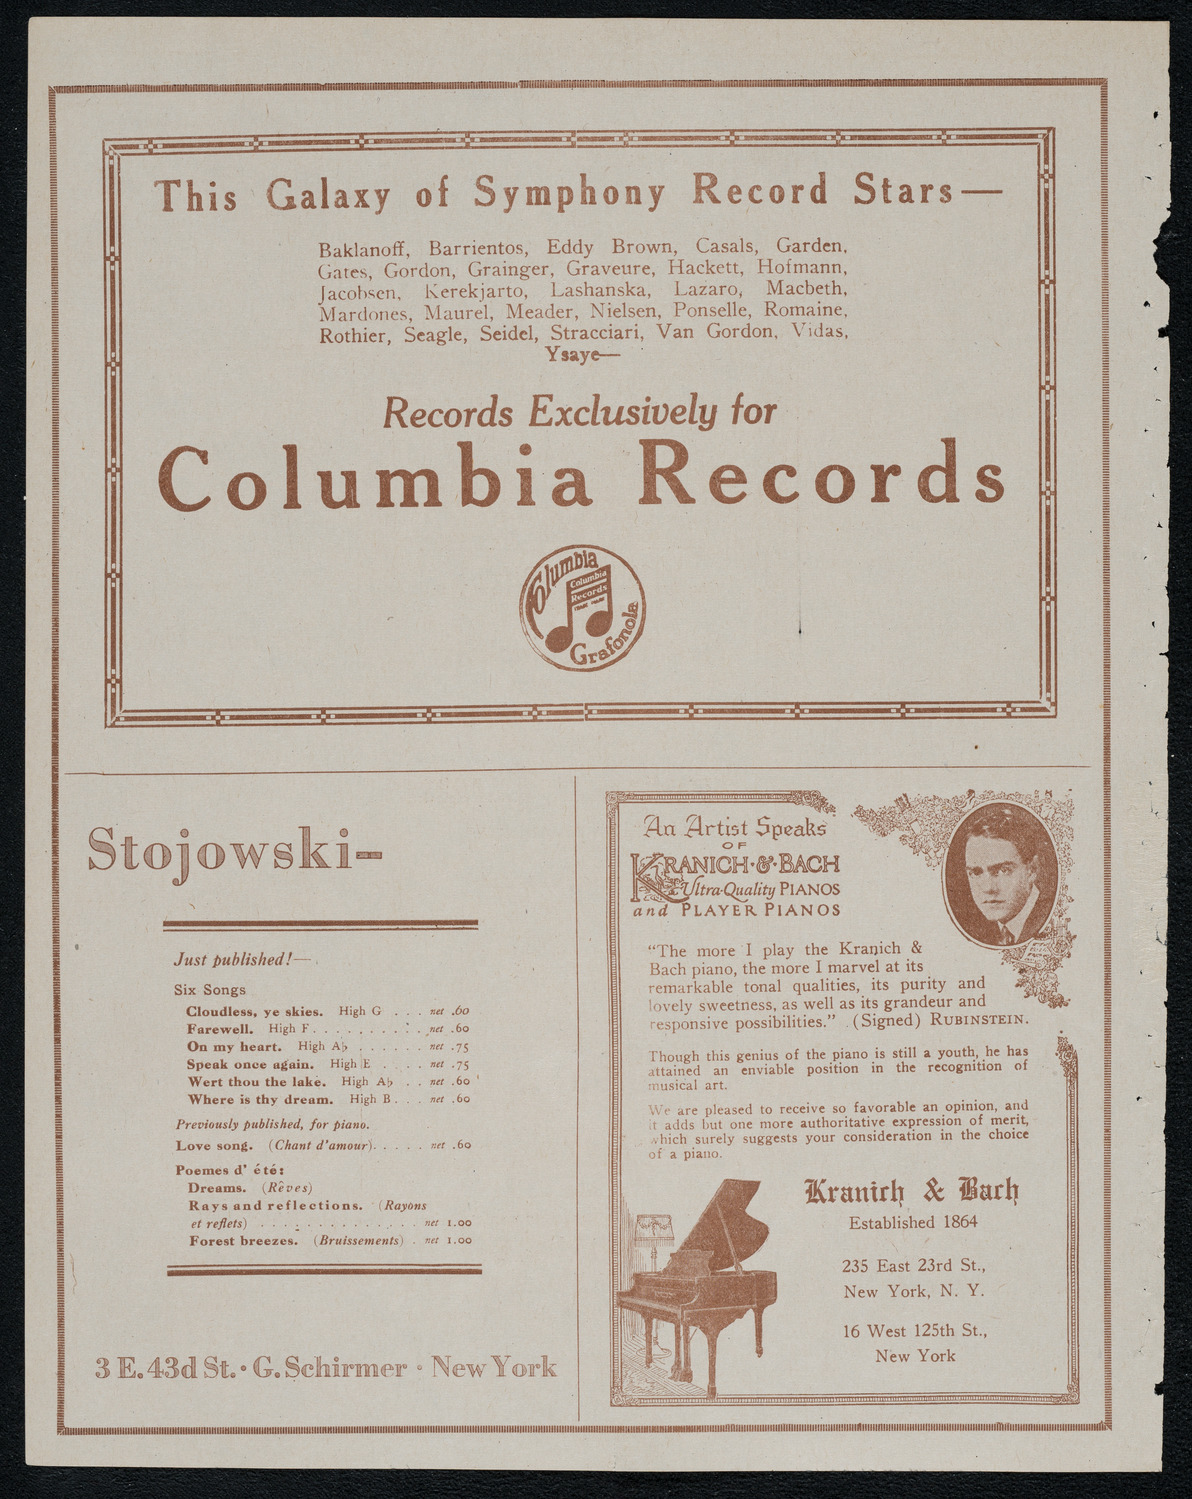 This Galaxy of Symphony Record Stars—
Baklanoff, Barrientos, Eddy Brown, Casals, Garden,
Gates, Gordon, Grainger, Graveure, Hackett, Hofmann,
Jacobsen, Kerekjarto, Lashanska, Lazaro, Macbeth,
Mardones, Maurel, Meader, Nielsen, Ponselle, Romaine,
Rothier, Seagle, Seidel, Stracciari, Van Gordon, Vidas,
Ysaye—
Records Exclusively for
Columbia Records
Columbia
Columbia
Records
TRADE MARK
Grafonola
Stojowski-
Just published!—
Six Songs
Cloudless, ye skies. High G . . . net .60
Farewell. High F . . . . . . . . . net .60
On my heart. High A♭ . . . . . . net .75
Speak once again. High E . . . . net .75
Wert thou the lake. High A♭ . . net .60
Where is thy dream. High B . . . net .60
Previously published, for piano.
Love song. (Chant d'amour) . . . . . net .60
Poemes d' été:
Dreams. (Rêves)
Rays and reflections. (Rayons
et reflets) . . . . . . . . . . . . . net 1.00
Forest breezes. (Bruissements) . net 1.00
3 E. 43d St. · G. Schirmer · New York
An Artist Speaks
OF
KRANICH·&·BACH
Ultra-Quality PIANOS
and PLAYER PIANOS
"The more I play the Kranich &
Bach piano, the more I marvel at its
remarkable tonal qualities, its purity and
lovely sweetness, as well as its grandeur and
responsive possibilities." (Signed) RUBINSTEIN.
Though this genius of the piano is still a youth, he has
attained an enviable position in the recognition of
musical art.
We are pleased to receive so favorable an opinion, and
it adds but one more authoritative expression of merit,
which surely suggests your consideration in the choice
of a piano.
Kranich & Bach
Established 1864
235 East 23rd St.,
New York, N. Y.
16 West 125th St.,
New York